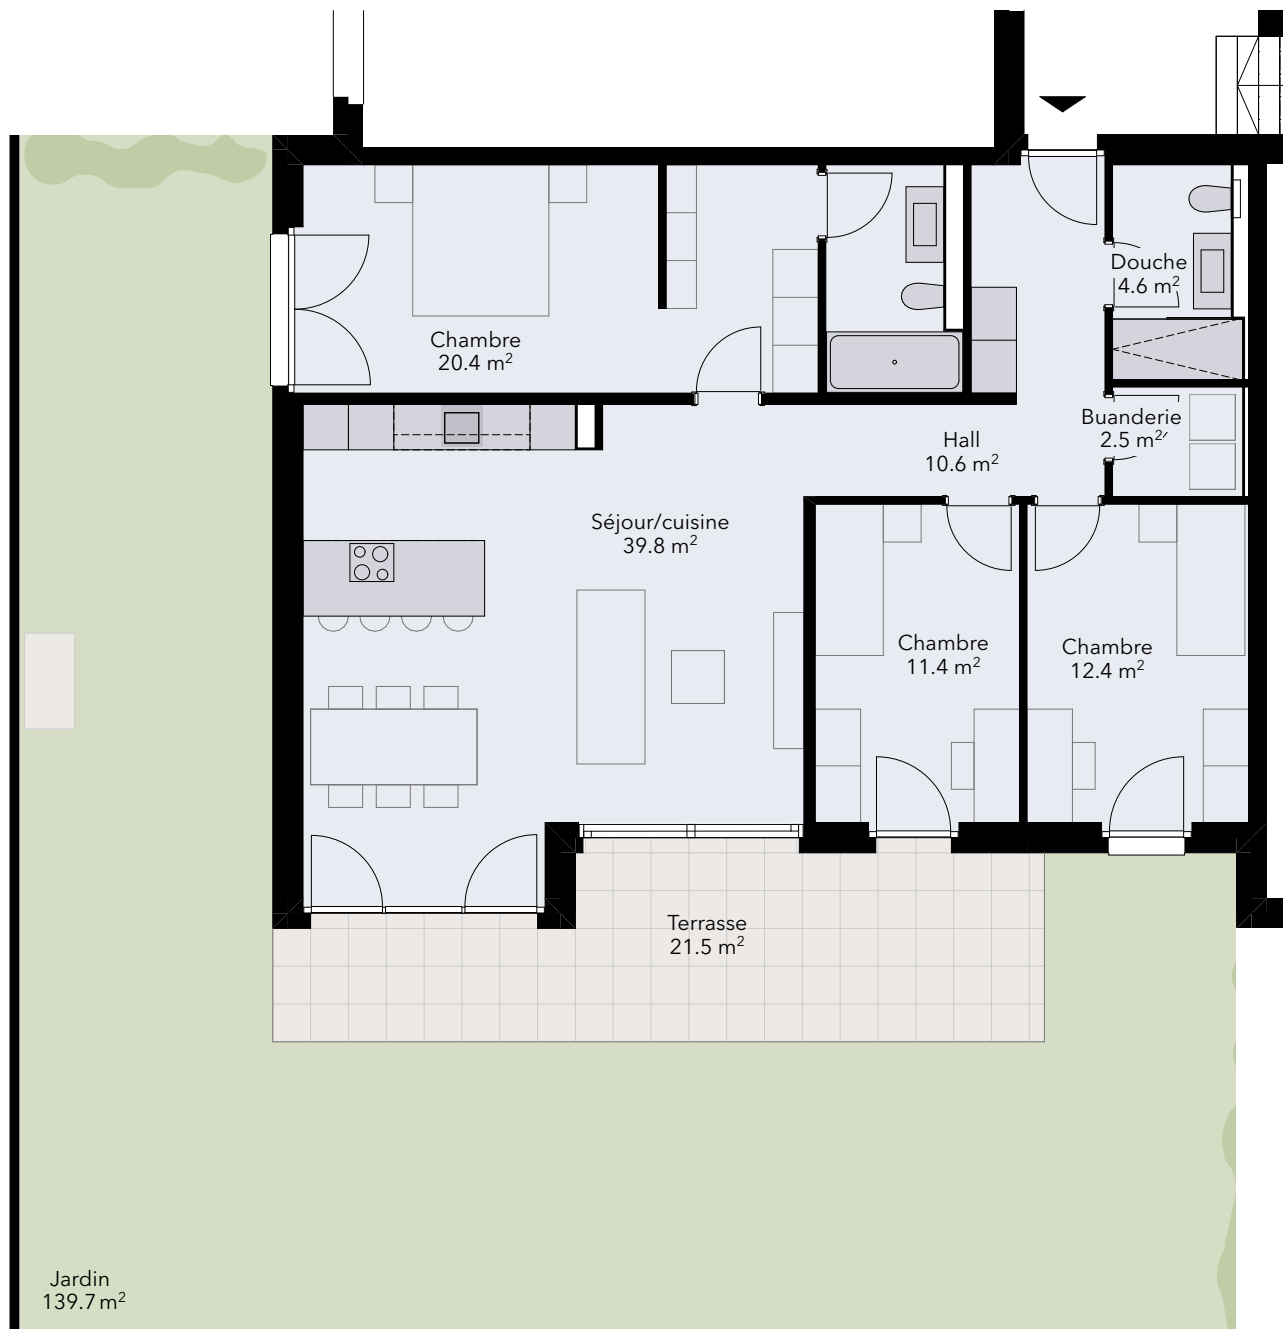 Douche
4.6 m²
Chambre
20.4 m²
Buanderie
2.5 m²
Hall
10.6 m²
Séjour/cuisine
39.8 m²
Chambre
11.4 m²
Chambre
12.4 m²
Terrasse
21.5 m²
Jardin
139.7 m²